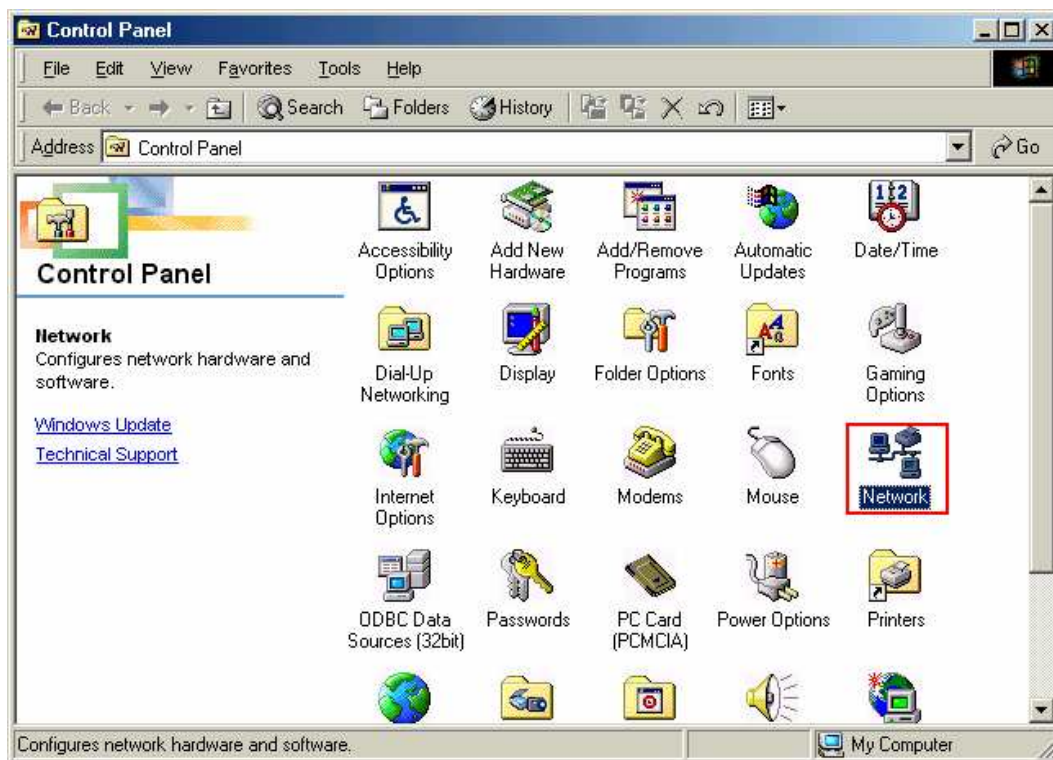 Control Panel
File Edit View Favorites Tools Help
Back Search Folders History
Address Control Panel Go
Control Panel
Network
Configures network hardware and
software.
Windows Update
Technical Support
Accessibility
Options
Add New
Hardware
Add/Remove
Programs
Automatic
Updates
Date/Time
Dial-Up
Networking
Display
Folder Options
Fonts
Gaming
Options
Internet
Options
Keyboard
Modems
Mouse
Network
ODBC Data
Sources (32bit)
Passwords
PC Card
(PCMCIA)
Power Options
Printers
Configures network hardware and software.
My Computer